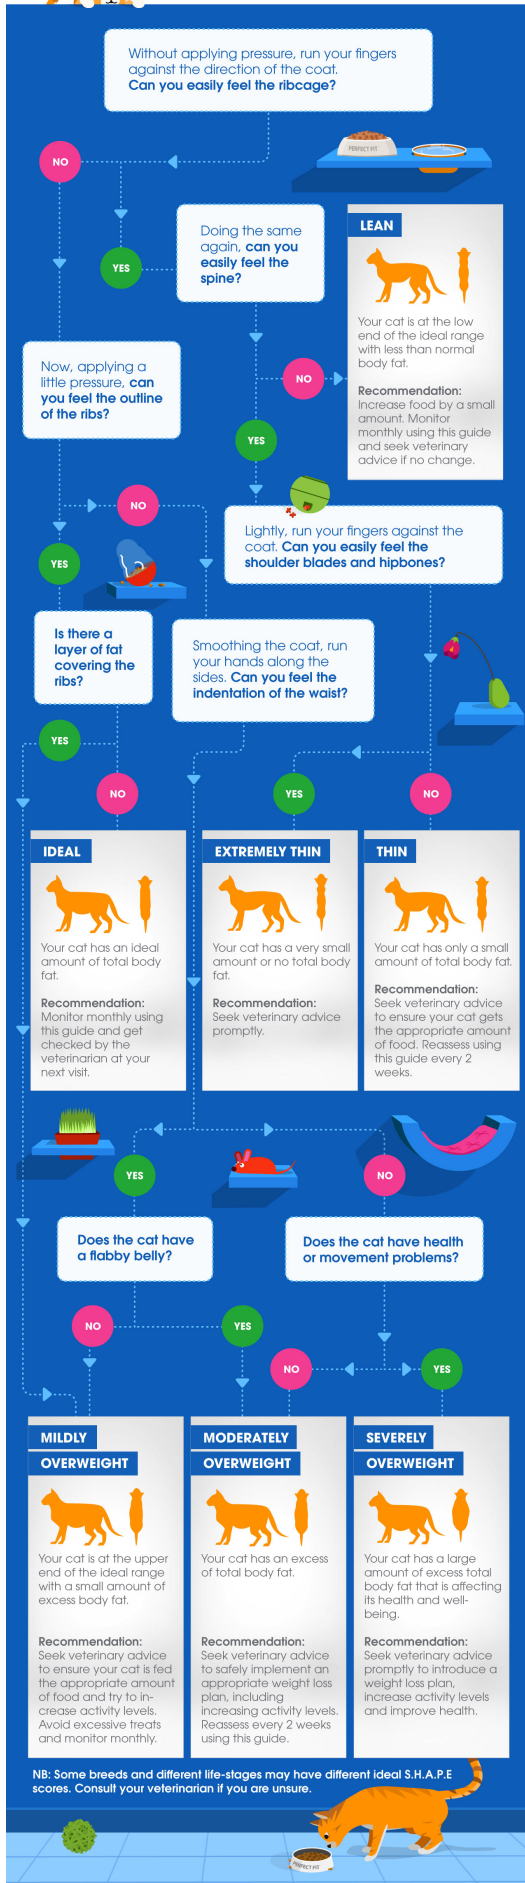 Without applying pressure, run your fingers
against the direction of the coat.
Can you easily feel the ribcage?
NO
PERFECT FIT
YES
Doing the same
again, can you
easily feel the
spine?
LEAN
Your cat is at the low
end of the ideal range
with less than normal
body fat.
Recommendation:
Increase food by a small
amount. Monitor
monthly using this guide
and seek veterinary
advice if no change.
Now, applying a
little pressure, can
you feel the outline
of the ribs?
NO
YES
NO
Lightly, run your fingers against the
coat. Can you easily feel the
shoulder blades and hipbones?
YES
Is there a
layer of fat
covering the
ribs?
Smoothing the coat, run
your hands along the
sides. Can you feel the
indentation of the waist?
YES
NO
YES
NO
IDEAL
Your cat has an ideal
amount of total body
fat.
Recommendation:
Monitor monthly using
this guide and get
checked by the
veterinarian at your
next visit.
EXTREMELY THIN
Your cat has a very small
amount or no total body
fat.
Recommendation:
Seek veterinary advice
promptly.
THIN
Your cat has only a small
amount of total body fat.
Recommendation:
Seek veterinary advice
to ensure your cat gets
the appropriate amount
of food. Reassess using
this guide every 2
weeks.
YES
NO
Does the cat have
a flabby belly?
Does the cat have health
or movement problems?
NO
YES
NO
YES
MILDLY
OVERWEIGHT
Your cat is at the upper
end of the ideal range
with a small amount of
excess body fat.
Recommendation:
Seek veterinary advice
to ensure your cat is fed
the appropriate amount
of food and try to in-
crease activity levels.
Avoid excessive treats
and monitor monthly.
MODERATELY
OVERWEIGHT
Your cat has an excess
of total body fat.
Recommendation:
Seek veterinary advice
to safely implement an
appropriate weight loss
plan, including
increasing activity levels.
Reassess every 2 weeks
using this guide.
SEVERELY
OVERWEIGHT
Your cat has a large
amount of excess total
body fat that is affecting
its health and well-
being.
Recommendation:
Seek veterinary advice
promptly to introduce a
weight loss plan,
increase activity levels
and improve health.
NB: Some breeds and different life-stages may have different ideal S.H.A.P.E
scores. Consult your veterinarian if you are unsure.
PERFECT FIT